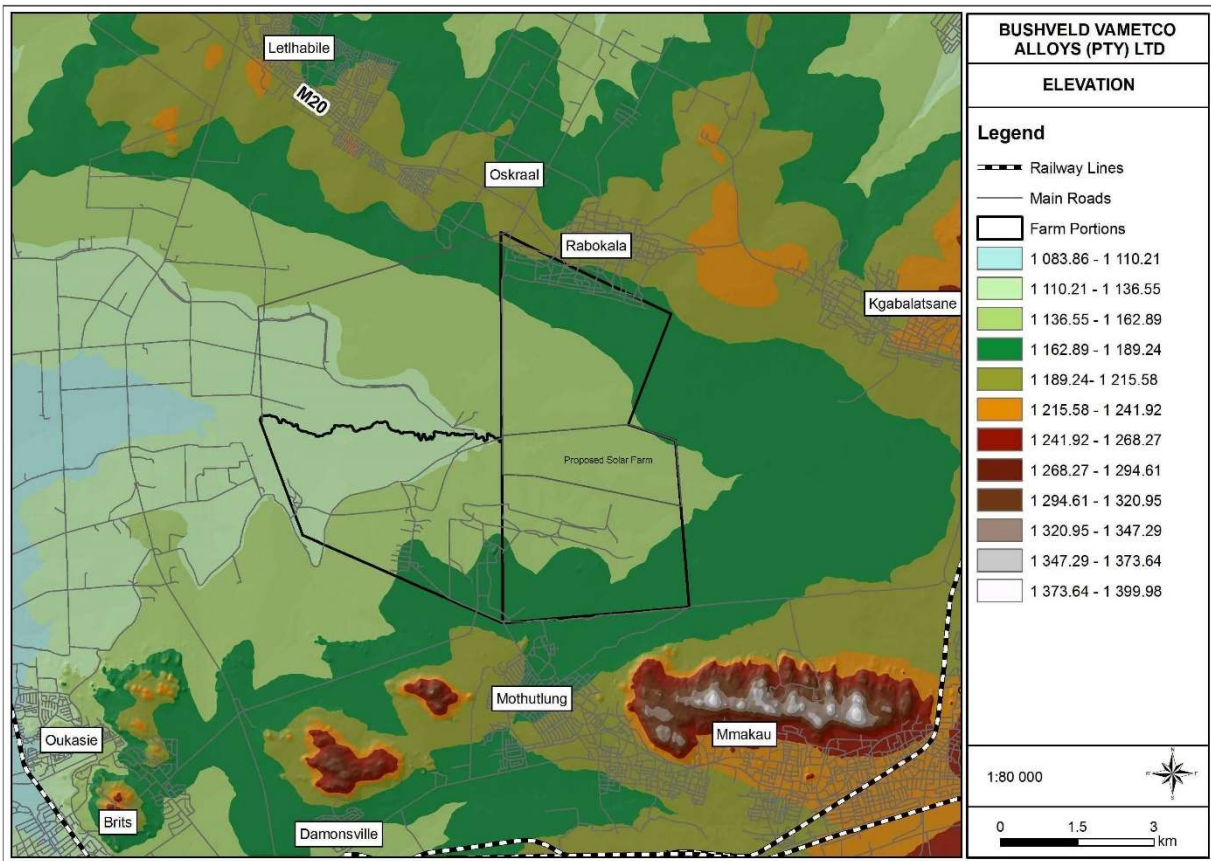 Letlhabile
M20
Oskraal
Rabokala
Kgabalatsane
Proposed Solar Farm
Mothutlung
Mmakau
Oukasie
Brits
Damonsville
BUSHVELD VAMETCO
ALLOYS (PTY) LTD
ELEVATION
Legend
Railway Lines
Main Roads
Farm Portions
1 083.86 - 1 110.21
1 110.21 - 1 136.55
1 136.55 - 1 162.89
1 162.89 - 1 189.24
1 189.24- 1 215.58
1 215.58 - 1 241.92
1 241.92 - 1 268.27
1 268.27 - 1 294.61
1 294.61 - 1 320.95
1 320.95 - 1 347.29
1 347.29 - 1 373.64
1 373.64 - 1 399.98
1:80 000
0 1.5 3
km